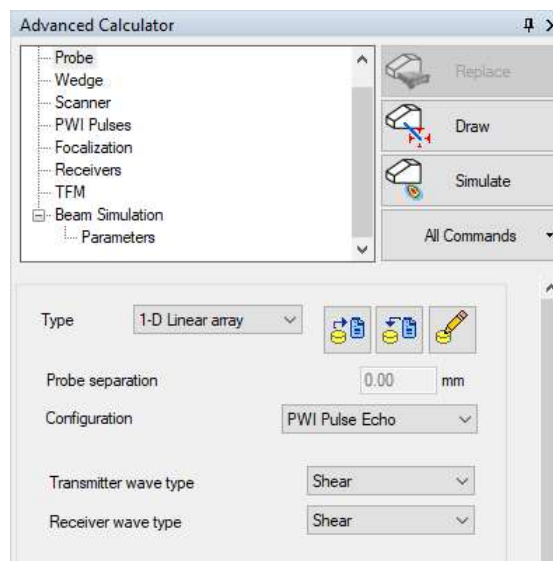 Advanced Calculator
Probe
Wedge
Scanner
PWI Pulses
Focalization
Receivers
TFM
Beam Simulation
Parameters
Replace
Draw
Simulate
All Commands
Type 1-D Linear array
Probe separation 0.00 mm
Configuration PWI Pulse Echo
Transmitter wave type Shear
Receiver wave type Shear